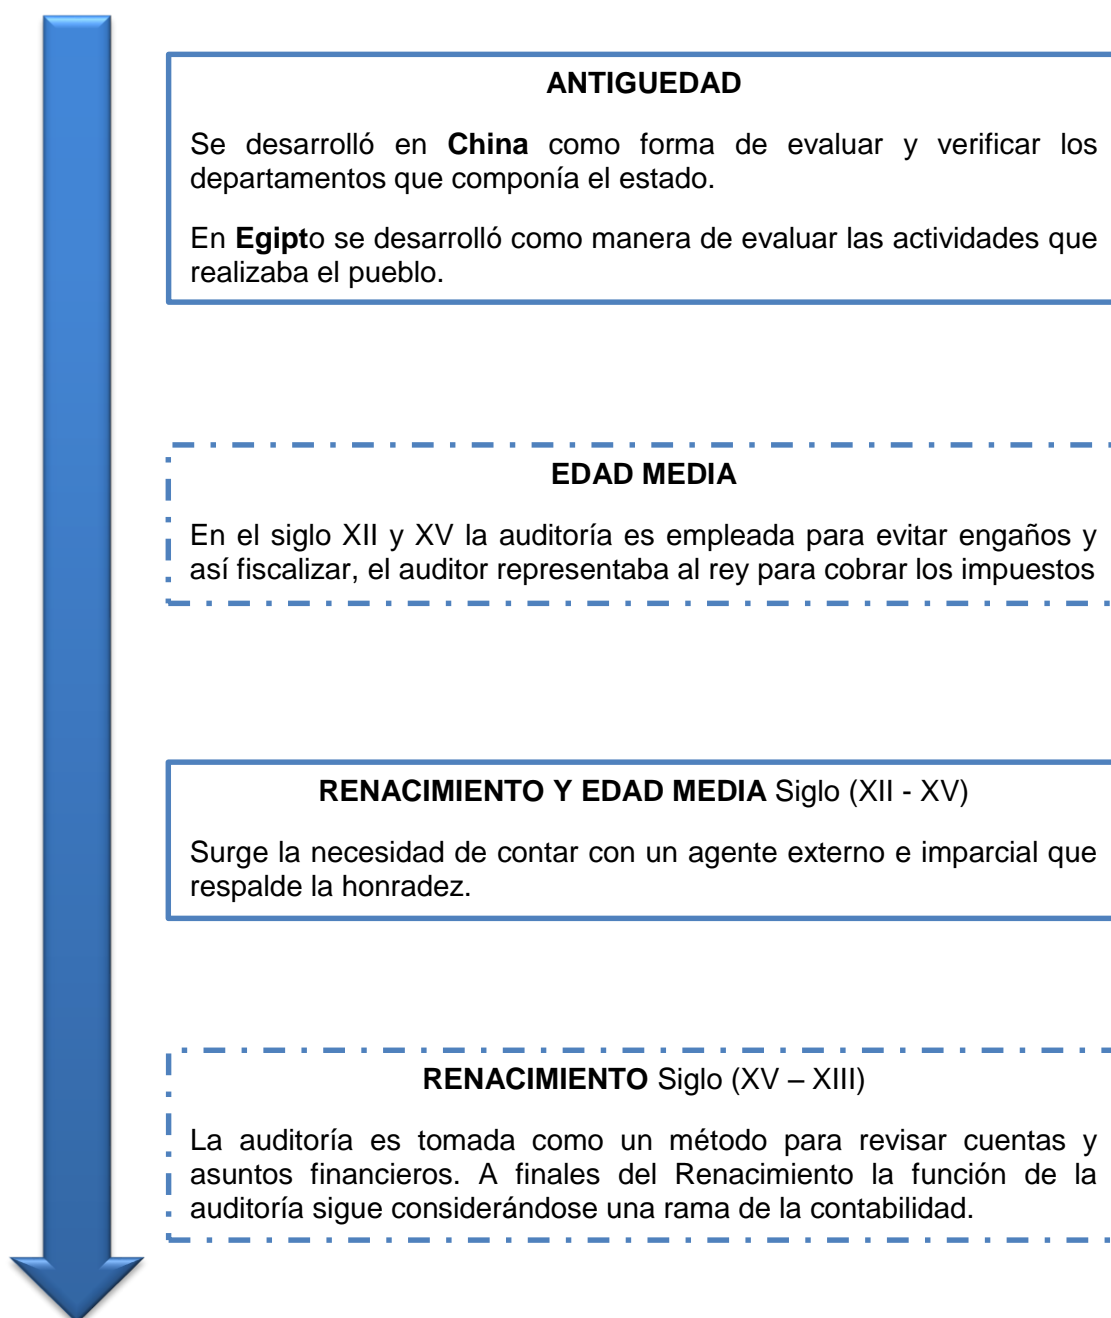 ANTIGUEDAD
Se desarrolló en China como forma de evaluar y verificar los
departamentos que componía el estado.
En Egipto se desarrolló como manera de evaluar las actividades que
realizaba el pueblo.
EDAD MEDIA
En el siglo XII y XV la auditoría es empleada para evitar engaños y
así fiscalizar, el auditor representaba al rey para cobrar los impuestos
RENACIMIENTO Y EDAD MEDIA Siglo (XII - XV)
Surge la necesidad de contar con un agente externo e imparcial que
respalde la honradez.
RENACIMIENTO Siglo (XV – XIII)
La auditoría es tomada como un método para revisar cuentas y
asuntos financieros. A finales del Renacimiento la función de la
auditoría sigue considerándose una rama de la contabilidad.